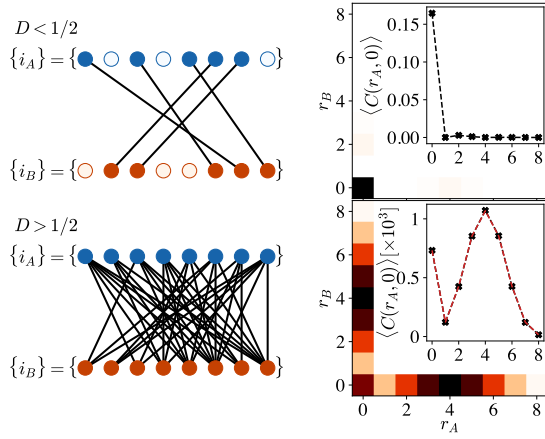 D < 1/2
{i_A} = { }
{i_B} = { }
D > 1/2
{i_A} = { }
{i_B} = { }
8
6
4
2
0
r_B
⟨C(r_A, 0)⟩
0.15
0.10
0.05
0.00
0 2 4 6 8
8
6
4
2
0
r_B
⟨C(r_A, 0)⟩[×10^3]
1
0.5
0
0 2 4 6 8
0 2 4 6 8
r_A